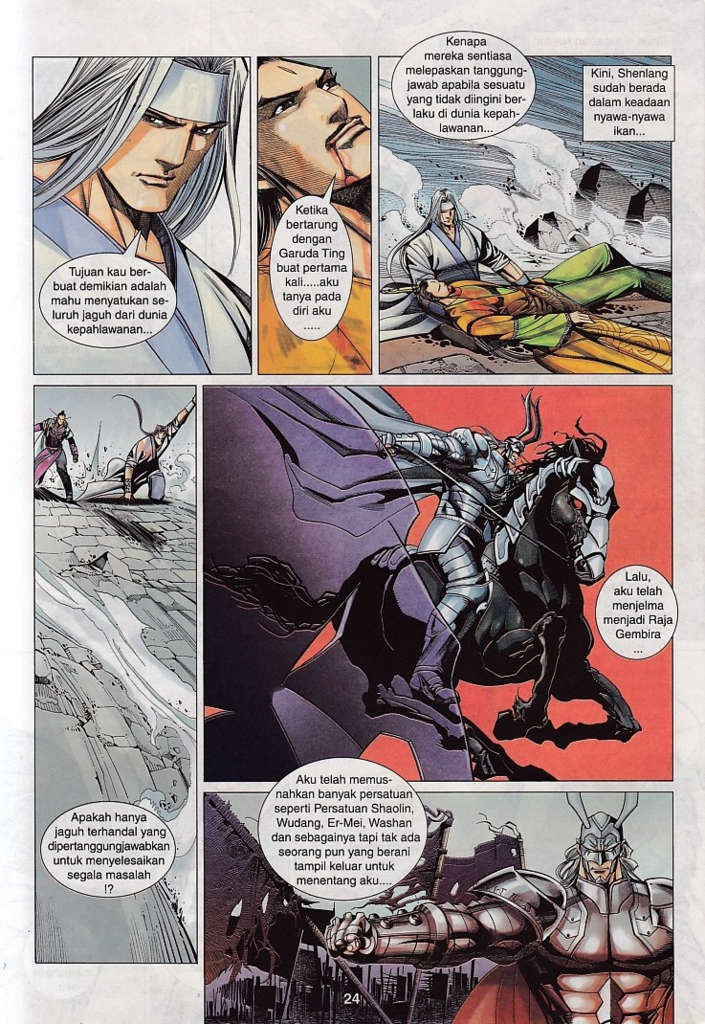 Tujuan kau ber-
buat demikian adalah
mahu menyatukan se-
luruh jaguh dari dunia
kepahlawanan...
Ketika
bertarung
dengan
Garuda Ting
buat pertama
kali.....aku
tanya pada
diri aku
.....
Kenapa
mereka sentiasa
melepaskan tanggung-
jawab apabila sesuatu
yang tidak diingini ber-
laku di dunia kepah-
lawanan...
Kini, Shenlang
sudah berada
dalam keadaan
nyawa-nyawa
ikan...
Apakah hanya
jaguh terhandal yang
dipertanggungjawabkan
untuk menyelesaikan
segala masalah
!?
Lalu,
aku telah
menjelma
menjadi Raja
Gembira
...
Aku telah memus-
nahkan banyak persatuan
seperti Persatuan Shaolin,
Wudang, Er-Mei, Washan
dan sebagainya tapi tak ada
seorang pun yang berani
tampil keluar untuk
menentang aku....
24